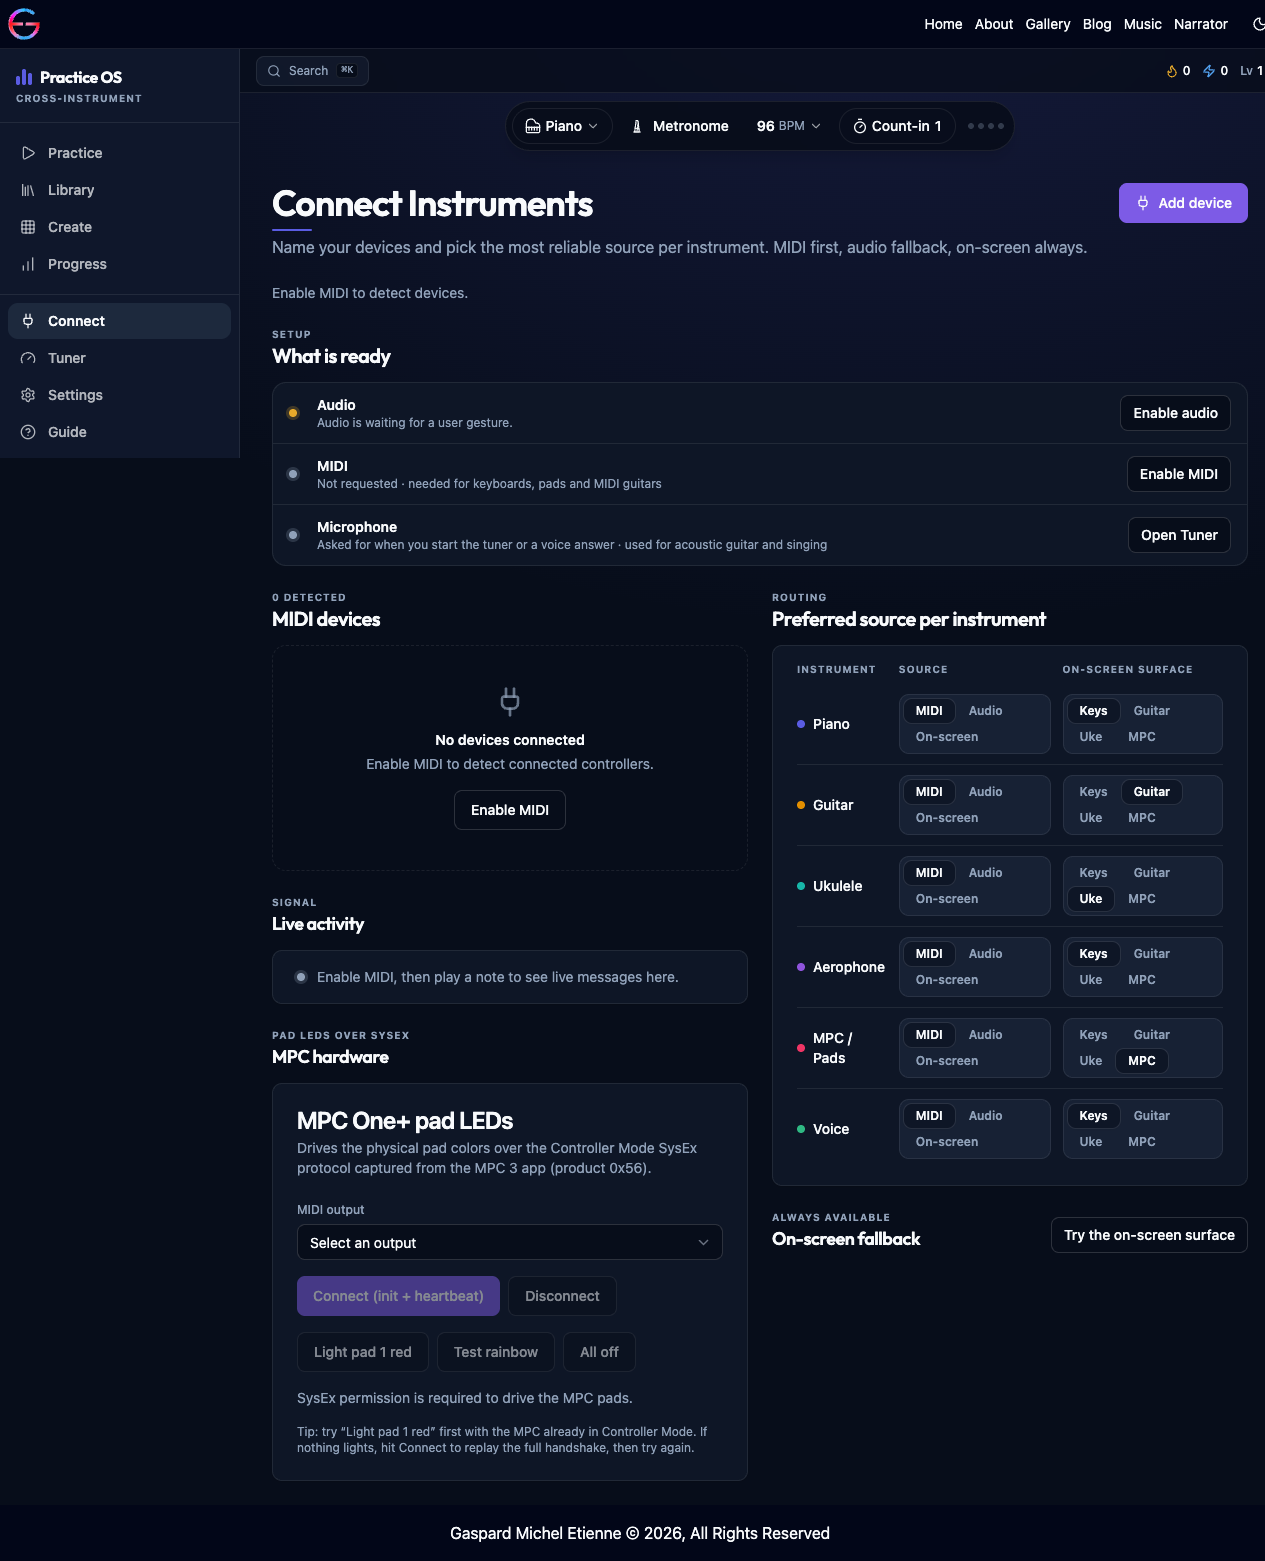 Home About Gallery Blog Music Narrator
Practice OS
CROSS-INSTRUMENT
Search ⌘K
0 0 Lv 1
Piano Metronome 96 BPM Count-in 1
Practice
Library
Create
Progress
Connect
Tuner
Settings
Guide
Connect Instruments
Add device
Name your devices and pick the most reliable source per instrument. MIDI first, audio fallback, on-screen always.
Enable MIDI to detect devices.
SETUP
What is ready
Audio
Audio is waiting for a user gesture.
Enable audio
MIDI
Not requested · needed for keyboards, pads and MIDI guitars
Enable MIDI
Microphone
Asked for when you start the tuner or a voice answer · used for acoustic guitar and singing
Open Tuner
0 DETECTED
MIDI devices
No devices connected
Enable MIDI to detect connected controllers.
Enable MIDI
SIGNAL
Live activity
Enable MIDI, then play a note to see live messages here.
PAD LEDS OVER SYSEX
MPC hardware
MPC One+ pad LEDs
Drives the physical pad colors over the Controller Mode SysEx
protocol captured from the MPC 3 app (product 0x56).
MIDI output
Select an output
Connect (init + heartbeat) Disconnect
Light pad 1 red Test rainbow All off
SysEx permission is required to drive the MPC pads.
Tip: try “Light pad 1 red” first with the MPC already in Controller Mode. If
nothing lights, hit Connect to replay the full handshake, then try again.
ROUTING
Preferred source per instrument
INSTRUMENT SOURCE ON-SCREEN SURFACE
Piano
MIDI Audio
On-screen
Keys Guitar
Uke MPC
Guitar
MIDI Audio
On-screen
Keys Guitar
Uke MPC
Ukulele
MIDI Audio
On-screen
Keys Guitar
Uke MPC
Aerophone
MIDI Audio
On-screen
Keys Guitar
Uke MPC
MPC /
Pads
MIDI Audio
On-screen
Keys Guitar
Uke MPC
Voice
MIDI Audio
On-screen
Keys Guitar
Uke MPC
ALWAYS AVAILABLE
On-screen fallback
Try the on-screen surface
Gaspard Michel Etienne © 2026, All Rights Reserved